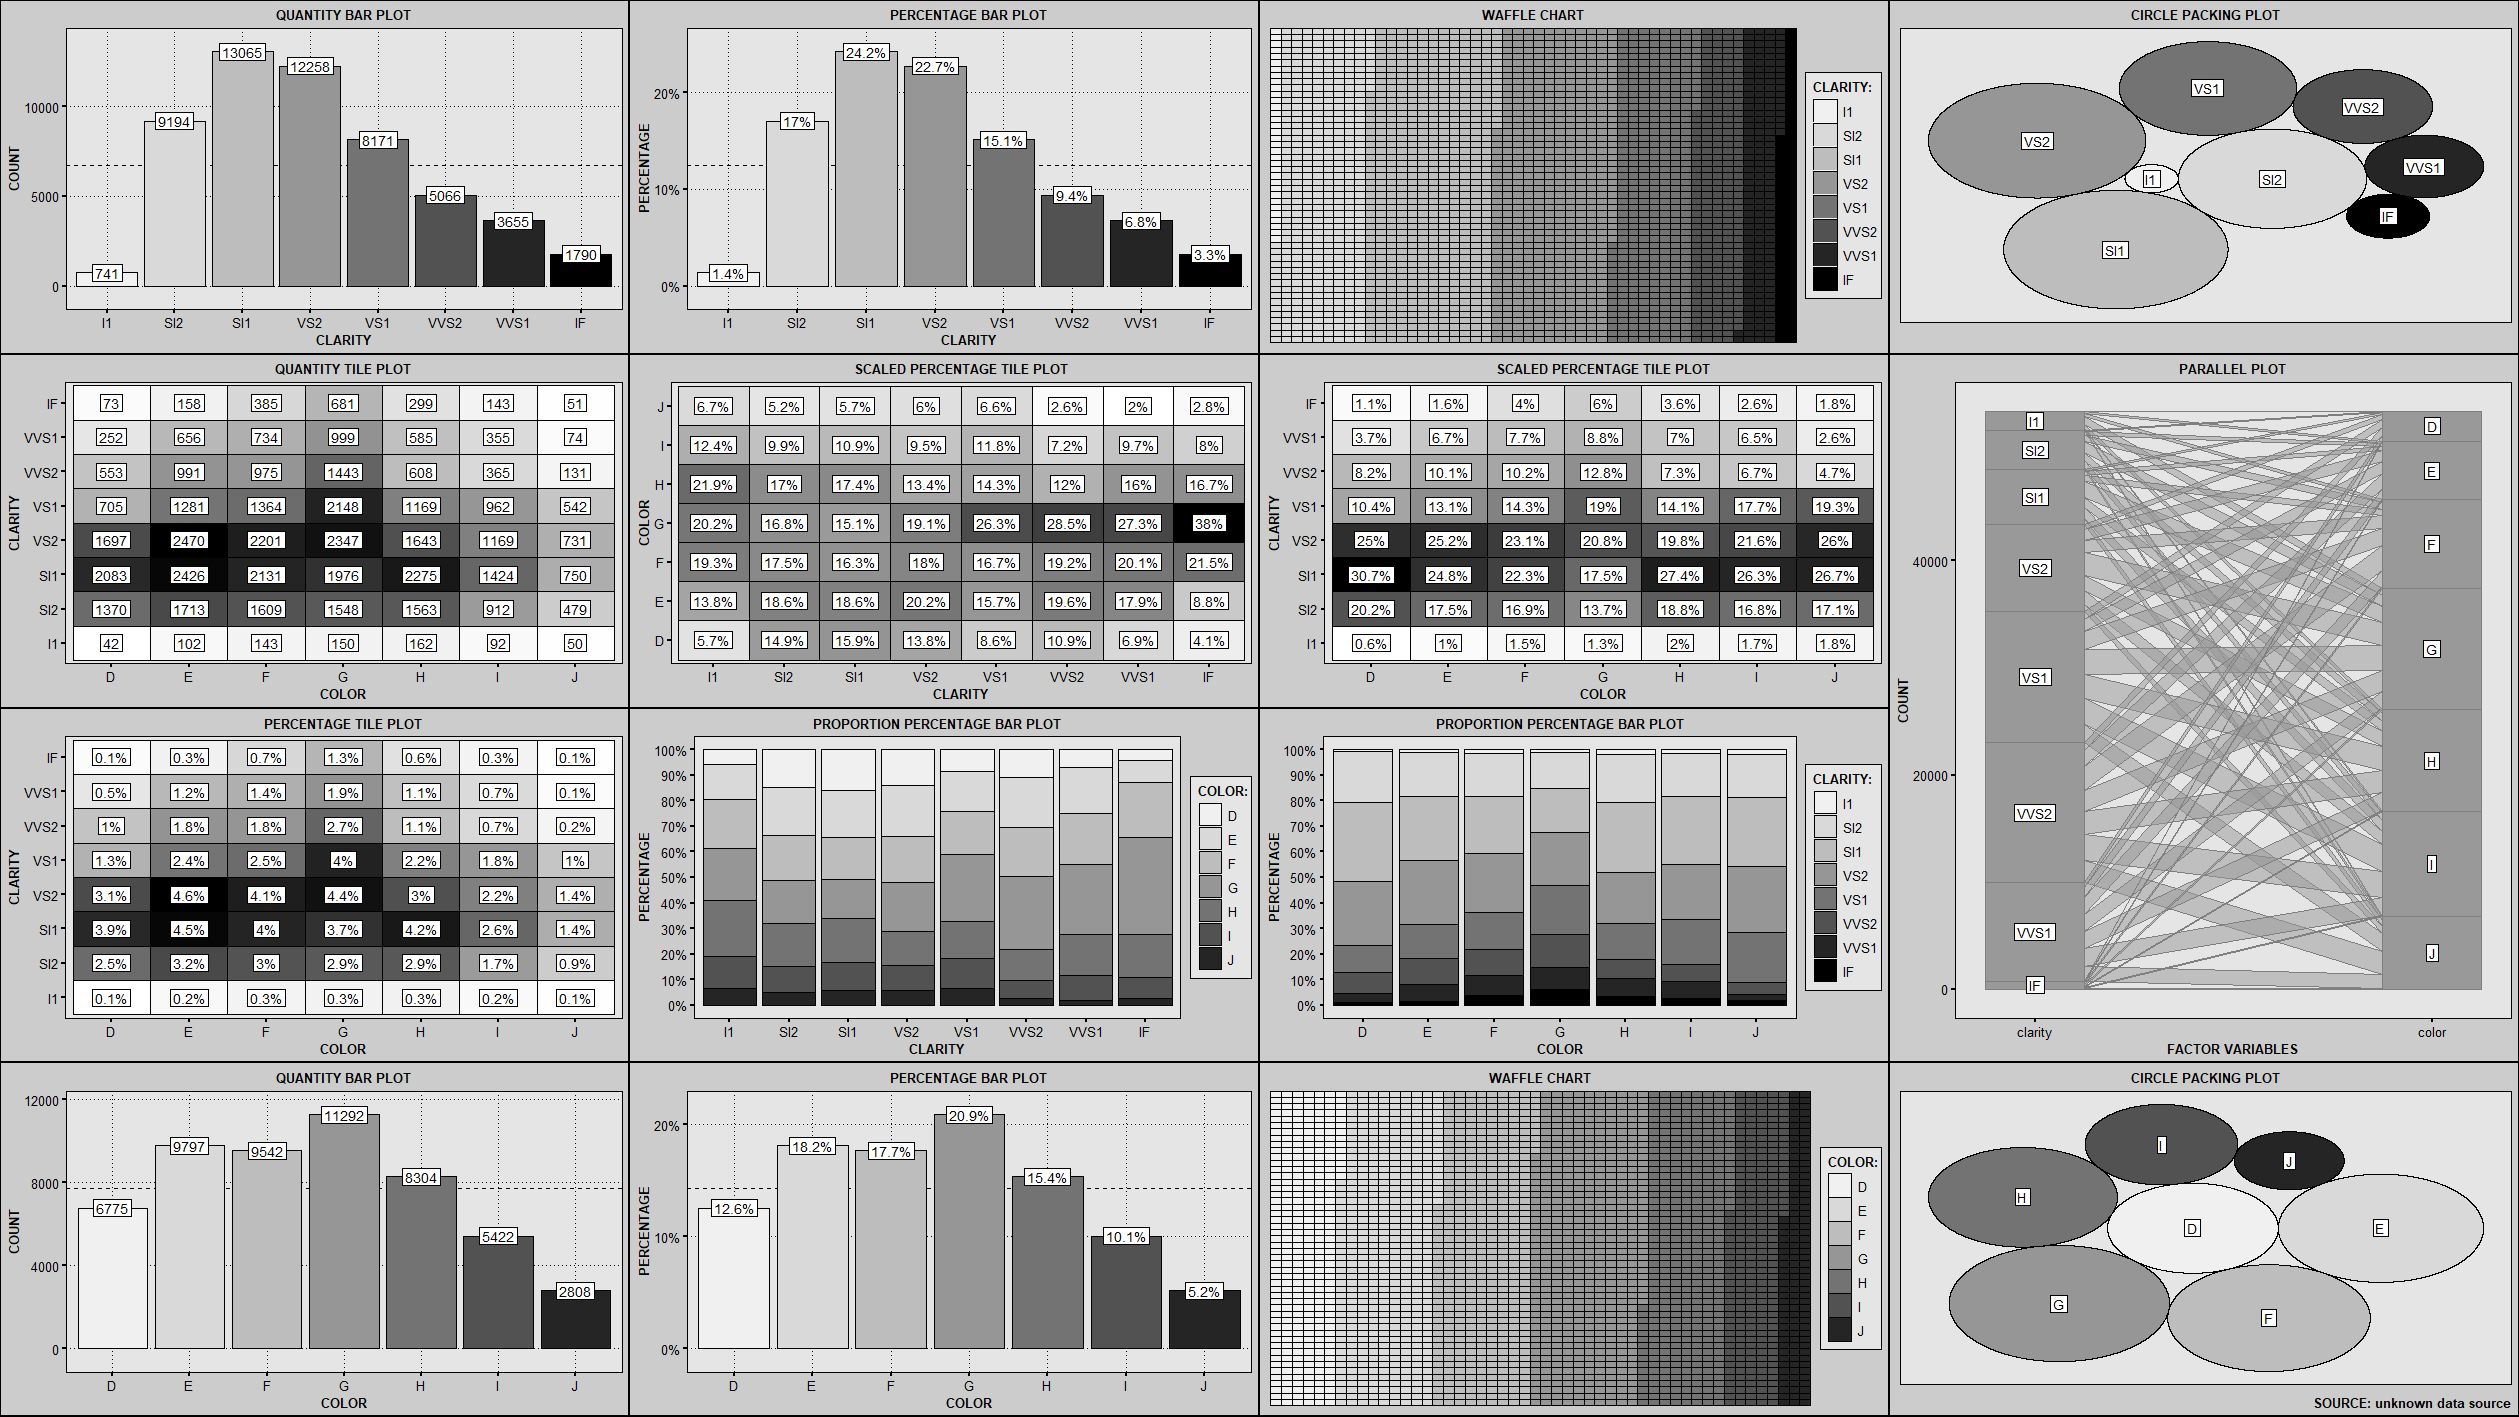 QUANTITY BAR PLOT
COUNT
10000
5000
0
741
9194
13065
12258
8171
5066
3655
1790
I1 SI2 SI1 VS2 VS1 VVS2 VVS1 IF
CLARITY
PERCENTAGE BAR PLOT
PERCENTAGE
20%
10%
0%
1.4%
17%
24.2%
22.7%
15.1%
9.4%
6.8%
3.3%
I1 SI2 SI1 VS2 VS1 VVS2 VVS1 IF
CLARITY
WAFFLE CHART
CLARITY:
I1
SI2
SI1
VS2
VS1
VVS2
VVS1
IF
CIRCLE PACKING PLOT
VS1
VVS2
VS2
VVS1
I1
SI2
IF
SI1
QUANTITY TILE PLOT
CLARITY
IF 73 158 385 681 299 143 51
VVS1 252 656 734 999 585 355 74
VVS2 553 991 975 1443 608 365 131
VS1 705 1281 1364 2148 1169 962 542
VS2 1697 2470 2201 2347 1643 1169 731
SI1 2083 2426 2131 1976 2275 1424 750
SI2 1370 1713 1609 1548 1563 912 479
I1 42 102 143 150 162 92 50
D E F G H I J
COLOR
SCALED PERCENTAGE TILE PLOT
COLOR
J 6.7% 5.2% 5.7% 6% 6.6% 2.6% 2% 2.8%
I 12.4% 9.9% 10.9% 9.5% 11.8% 7.2% 9.7% 8%
H 21.9% 17% 17.4% 13.4% 14.3% 12% 16% 16.7%
G 20.2% 16.8% 15.1% 19.1% 26.3% 28.5% 27.3% 38%
F 19.3% 17.5% 16.3% 18% 16.7% 19.2% 20.1% 21.5%
E 13.8% 18.6% 18.6% 20.2% 15.7% 19.6% 17.9% 8.8%
D 5.7% 14.9% 15.9% 13.8% 8.6% 10.9% 6.9% 4.1%
I1 SI2 SI1 VS2 VS1 VVS2 VVS1 IF
CLARITY
SCALED PERCENTAGE TILE PLOT
CLARITY
IF 1.1% 1.6% 4% 6% 3.6% 2.6% 1.8%
VVS1 3.7% 6.7% 7.7% 8.8% 7% 6.5% 2.6%
VVS2 8.2% 10.1% 10.2% 12.8% 7.3% 6.7% 4.7%
VS1 10.4% 13.1% 14.3% 19% 14.1% 17.7% 19.3%
VS2 25% 25.2% 23.1% 20.8% 19.8% 21.6% 26%
SI1 30.7% 24.8% 22.3% 17.5% 27.4% 26.3% 26.7%
SI2 20.2% 17.5% 16.9% 13.7% 18.8% 16.8% 17.1%
I1 0.6% 1% 1.5% 1.3% 2% 1.7% 1.8%
D E F G H I J
COLOR
PARALLEL PLOT
COUNT
40000
20000
0
I1
SI2
SI1
VS2
VS1
VVS2
VVS1
IF
D
E
F
G
H
I
J
clarity color
FACTOR VARIABLES
PERCENTAGE TILE PLOT
CLARITY
IF 0.1% 0.3% 0.7% 1.3% 0.6% 0.3% 0.1%
VVS1 0.5% 1.2% 1.4% 1.9% 1.1% 0.7% 0.1%
VVS2 1% 1.8% 1.8% 2.7% 1.1% 0.7% 0.2%
VS1 1.3% 2.4% 2.5% 4% 2.2% 1.8% 1%
VS2 3.1% 4.6% 4.1% 4.4% 3% 2.2% 1.4%
SI1 3.9% 4.5% 4% 3.7% 4.2% 2.6% 1.4%
SI2 2.5% 3.2% 3% 2.9% 2.9% 1.7% 0.9%
I1 0.1% 0.2% 0.3% 0.3% 0.3% 0.2% 0.1%
D E F G H I J
COLOR
PROPORTION PERCENTAGE BAR PLOT
PERCENTAGE
100%
90%
80%
70%
60%
50%
40%
30%
20%
10%
0%
I1 SI2 SI1 VS2 VS1 VVS2 VVS1 IF
CLARITY
COLOR:
D
E
F
G
H
I
J
PROPORTION PERCENTAGE BAR PLOT
PERCENTAGE
100%
90%
80%
70%
60%
50%
40%
30%
20%
10%
0%
D E F G H I J
COLOR
CLARITY:
I1
SI2
SI1
VS2
VS1
VVS2
VVS1
IF
QUANTITY BAR PLOT
COUNT
12000
8000
4000
0
6775
9797
9542
11292
8304
5422
2808
D E F G H I J
COLOR
PERCENTAGE BAR PLOT
PERCENTAGE
20%
10%
0%
12.6%
18.2%
17.7%
20.9%
15.4%
10.1%
5.2%
D E F G H I J
COLOR
WAFFLE CHART
COLOR:
D
E
F
G
H
I
J
CIRCLE PACKING PLOT
I
J
H
D
E
G
F
SOURCE: unknown data source